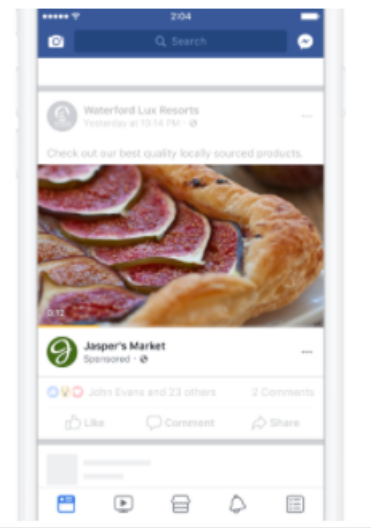 2:04
Search
Waterford Lux Resorts
Yesterday at 10:14 PM ·
Check out our best quality locally sourced products.
0:12
Jasper's Market
Sponsored ·
John Evans and 23 others 2 Comments
Like Comment Share